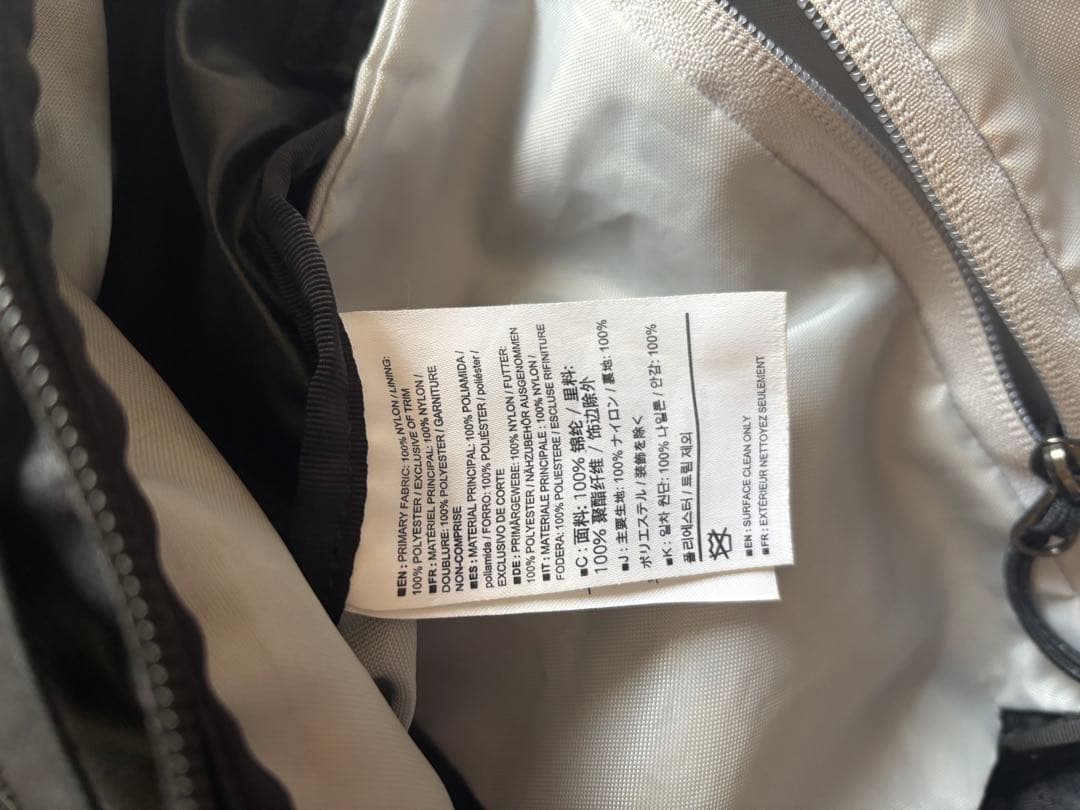 ■EN : PRIMARY FABRIC: 100% NYLON / LINING:
100% POLYESTER / EXCLUSIVE OF TRIM
■FR : MATÉRIEL PRINCIPAL: 100% NYLON /
DOUBLURE: 100% POLYESTER / GARNITURE
NON-COMPRISE
■ES : MATERIAL PRINCIPAL: 100% POLIAMIDA /
poliamida / FORRO: 100% POLIÉSTER / poliéster /
EXCLUSIVO DE CORTE
■DE : PRIMÄRGEWEBE: 100% NYLON / FUTTER:
100% POLYESTER / NÄHZUBEHÖR AUSGENOMMEN
■IT : MATERIALE PRINCIPALE : 100% NYLON /
FODERA: 100% POLIESTERE / ESCLUSE RIFINITURE
■C : 面料: 100% 锦纶 / 里料:
100% 聚酯纤维 / 饰边除外
■J : 主要生地: 100% ナイロン / 裏地: 100%
ポリエステル / 装飾を除く
■K : 일차 원단: 100% 나일론 / 안감: 100%
폴리에스터 / 트림 제외
■EN : SURFACE CLEAN ONLY
■FR : EXTÉRIEUR NETTOYEZ SEULEMENT